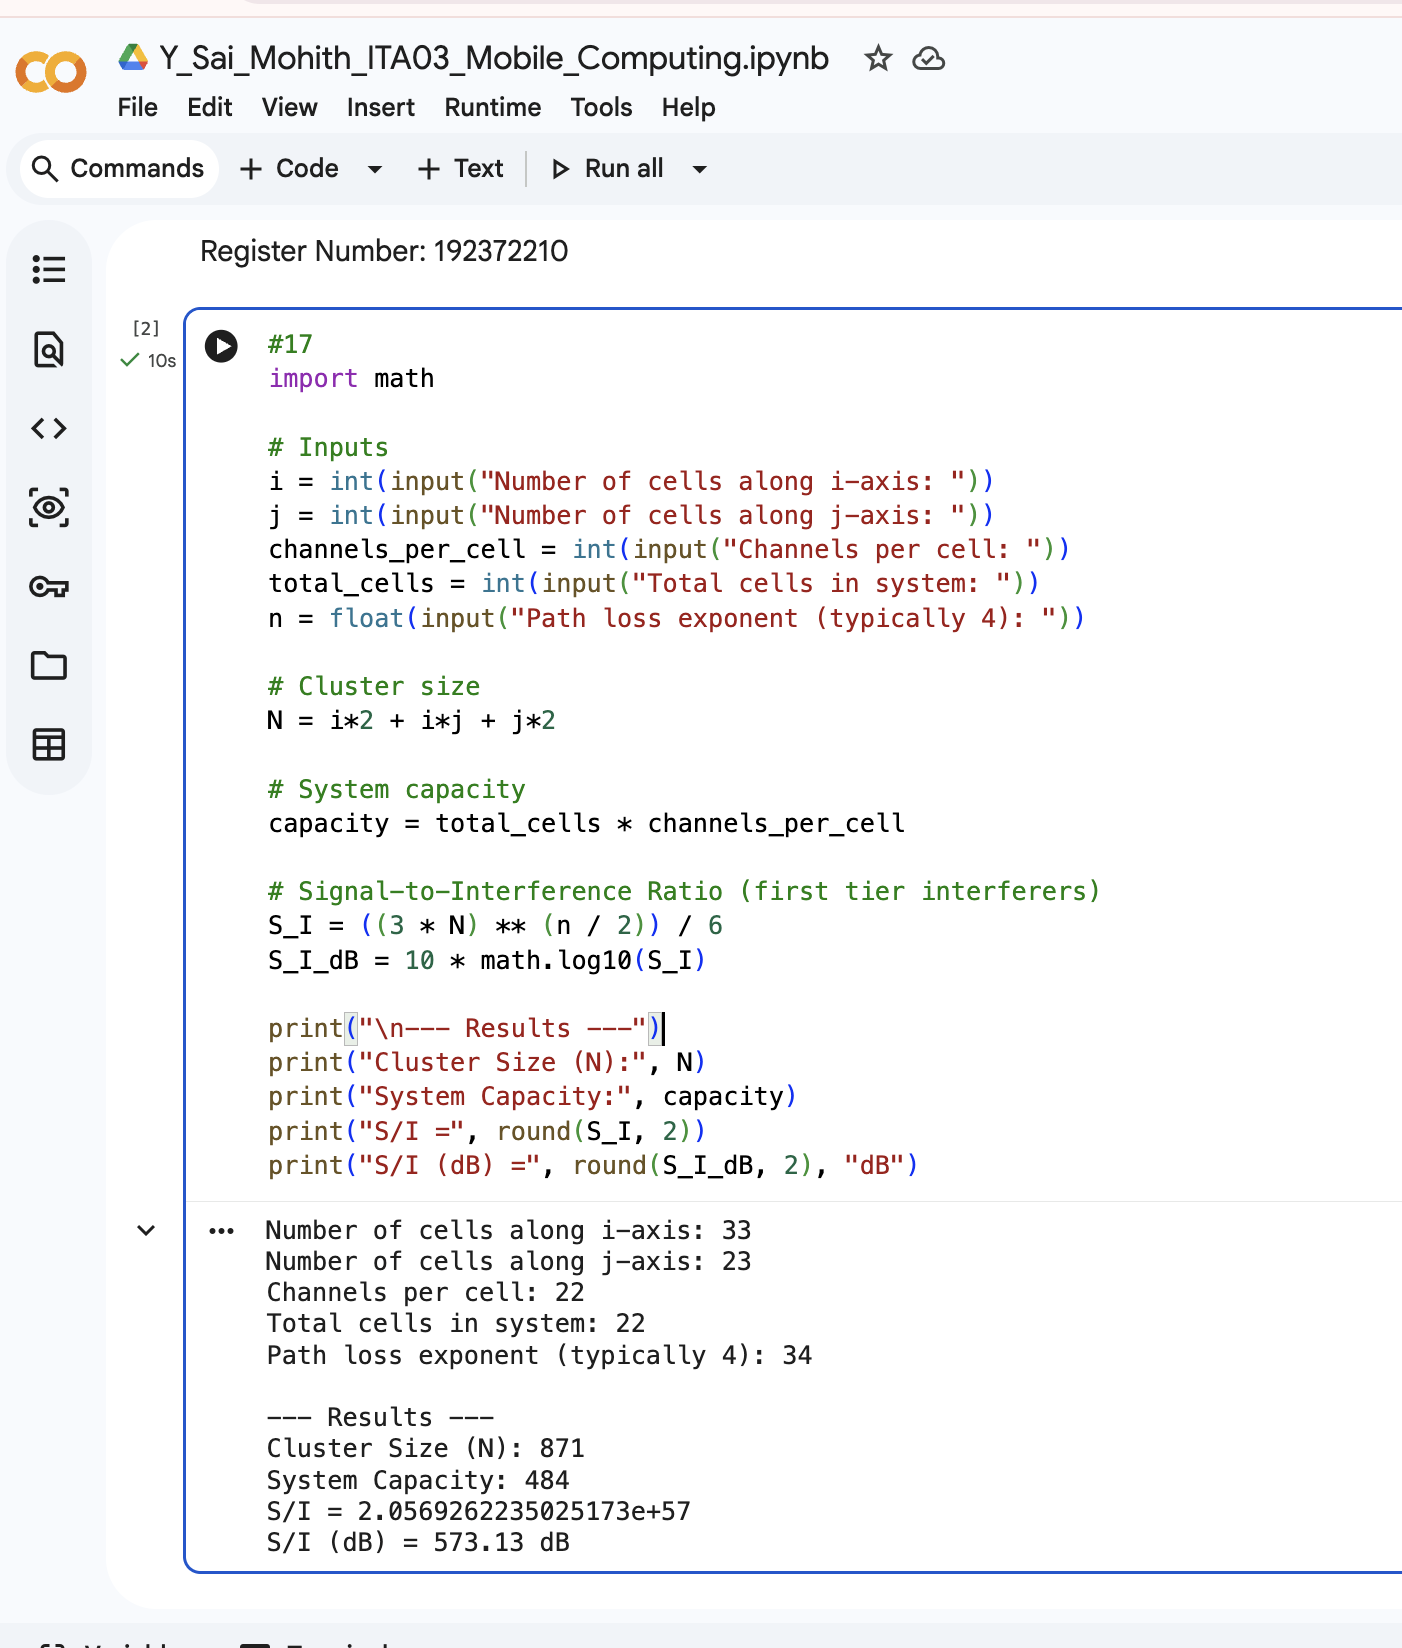 Y_Sai_Mohith_ITA03_Mobile_Computing.ipynb
File Edit View Insert Runtime Tools Help
Commands + Code + Text Run all
Register Number: 192372210
[2]
10s
#17
import math
# Inputs
i = int(input("Number of cells along i-axis: "))
j = int(input("Number of cells along j-axis: "))
channels_per_cell = int(input("Channels per cell: "))
total_cells = int(input("Total cells in system: "))
n = float(input("Path loss exponent (typically 4): "))
# Cluster size
N = i*2 + i*j + j*2
# System capacity
capacity = total_cells * channels_per_cell
# Signal-to-Interference Ratio (first tier interferers)
S_I = ((3 * N) ** (n / 2)) / 6
S_I_dB = 10 * math.log10(S_I)
print("\n--- Results ---")
print("Cluster Size (N):", N)
print("System Capacity:", capacity)
print("S/I =", round(S_I, 2))
print("S/I (dB) =", round(S_I_dB, 2), "dB")
Number of cells along i-axis: 33
Number of cells along j-axis: 23
Channels per cell: 22
Total cells in system: 22
Path loss exponent (typically 4): 34
--- Results ---
Cluster Size (N): 871
System Capacity: 484
S/I = 2.0569262235025173e+57
S/I (dB) = 573.13 dB